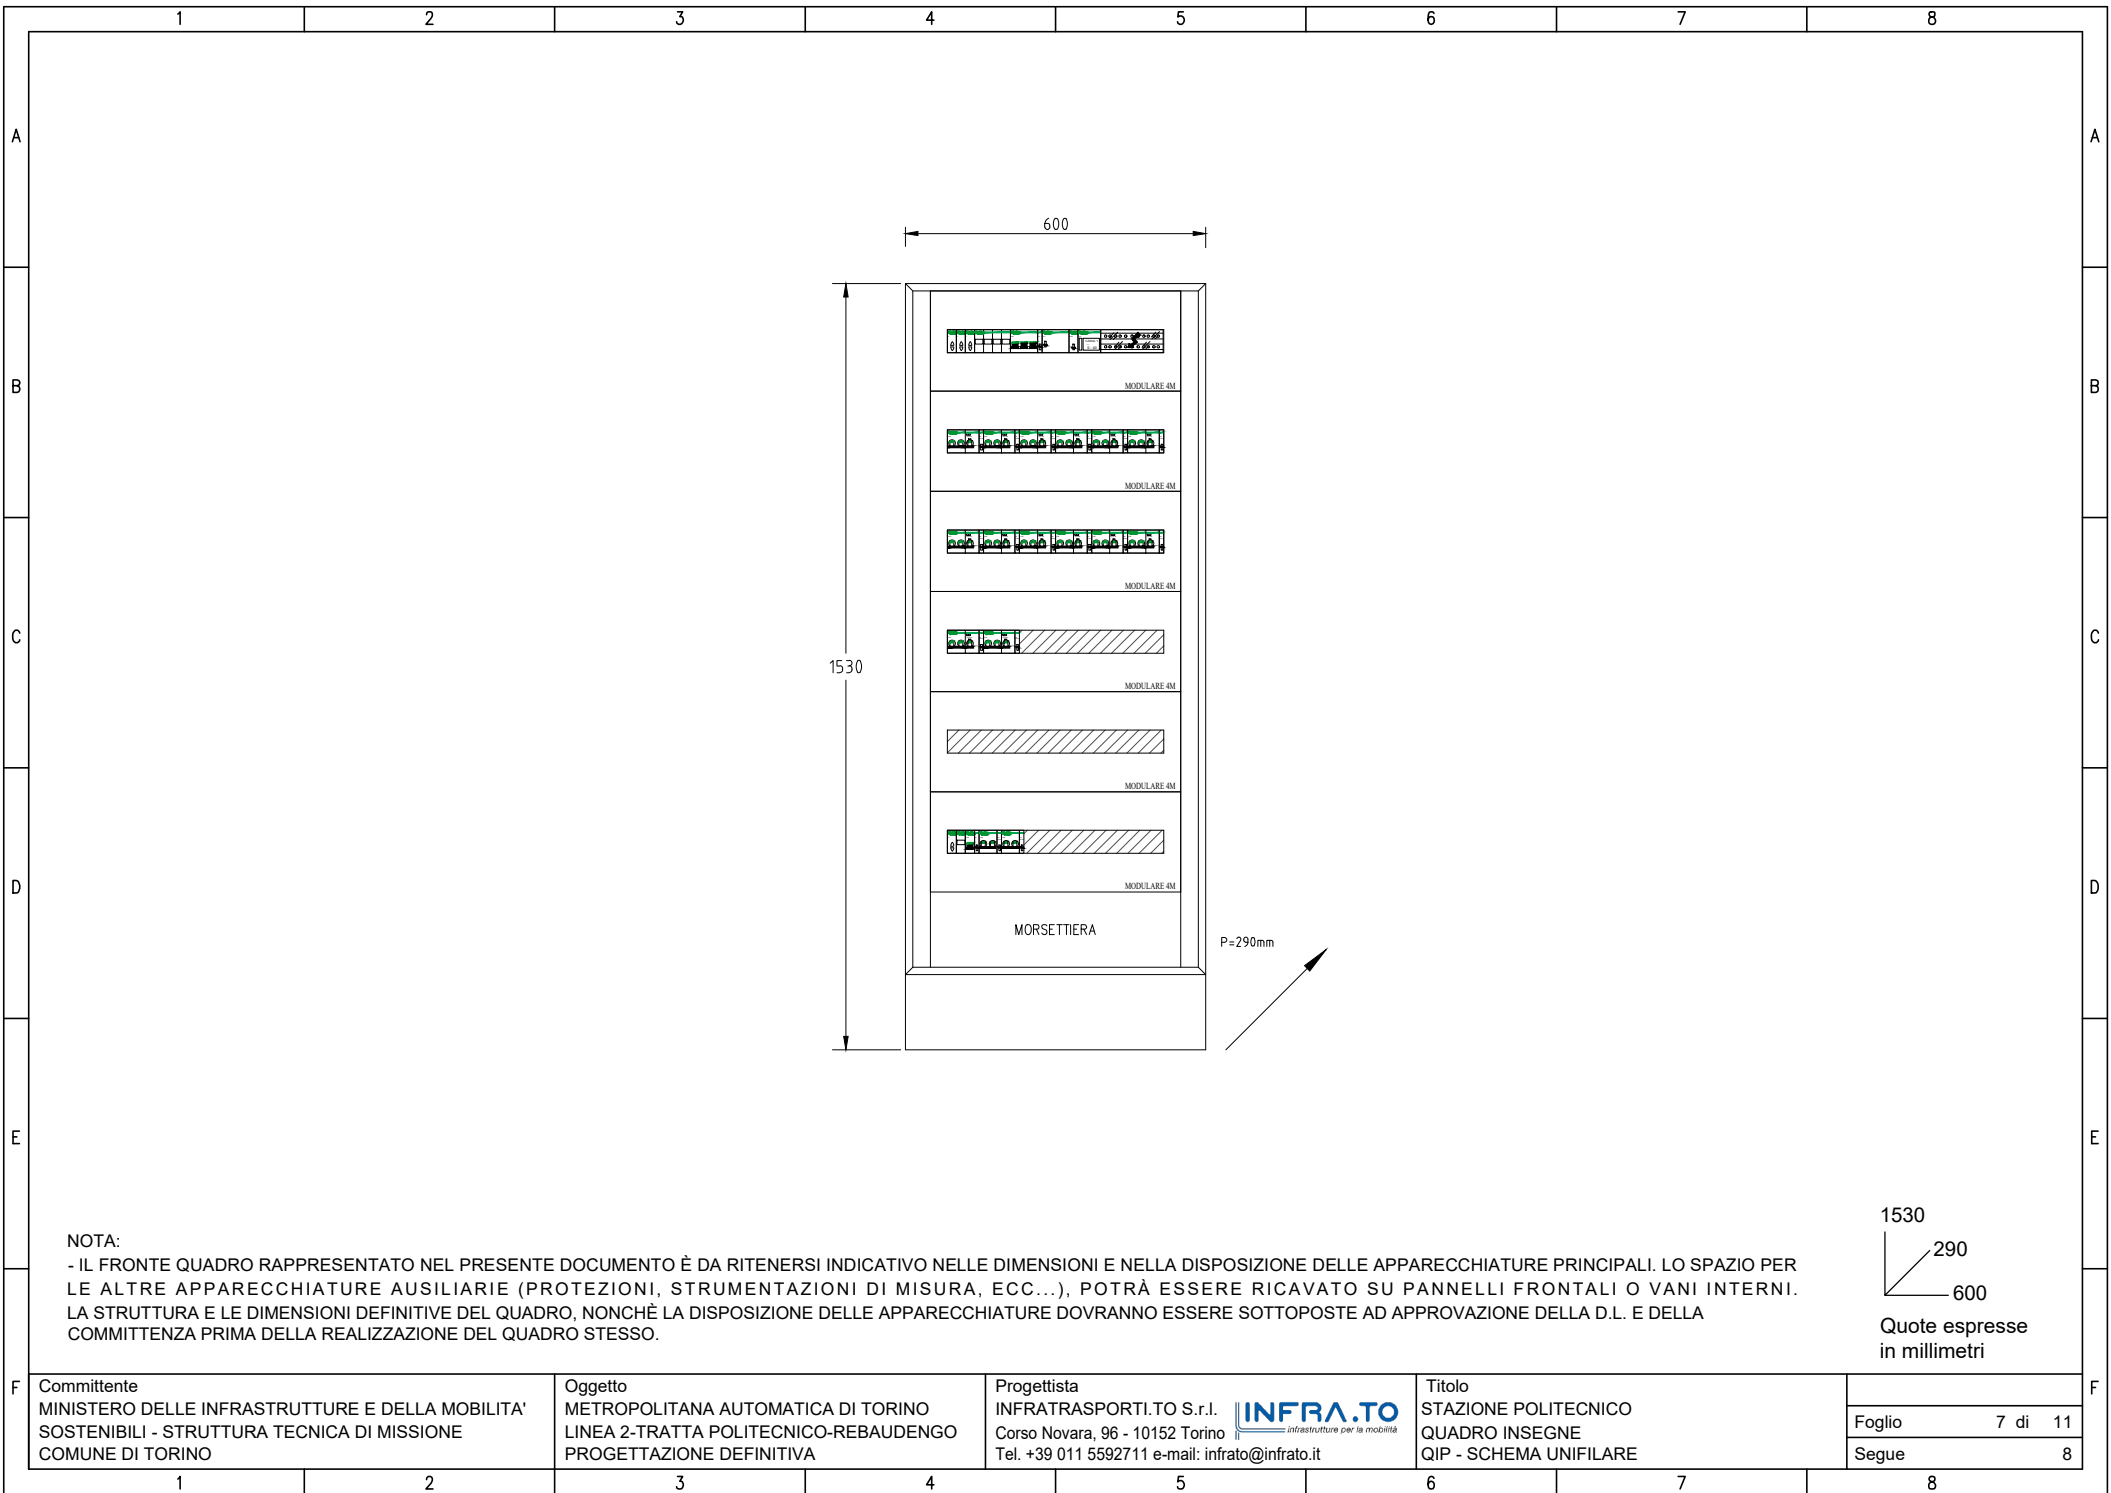 1 2 3 4 5 6 7 8
A A
600
B B
MODULARE 4M
MODULARE 4M
MODULARE 4M
C C
1530
MODULARE 4M
MODULARE 4M
D D
MODULARE 4M
MORSETTIERA
P=290mm
E E
NOTA:
- IL FRONTE QUADRO RAPPRESENTATO NEL PRESENTE DOCUMENTO È DA RITENERSI INDICATIVO NELLE DIMENSIONI E NELLA DISPOSIZIONE DELLE APPARECCHIATURE PRINCIPALI. LO SPAZIO PER
LE ALTRE APPARECCHIATURE AUSILIARIE (PROTEZIONI, STRUMENTAZIONI DI MISURA, ECC...), POTRÀ ESSERE RICAVATO SU PANNELLI FRONTALI O VANI INTERNI.
LA STRUTTURA E LE DIMENSIONI DEFINITIVE DEL QUADRO, NONCHÈ LA DISPOSIZIONE DELLE APPARECCHIATURE DOVRANNO ESSERE SOTTOPOSTE AD APPROVAZIONE DELLA D.L. E DELLA
COMMITTENZA PRIMA DELLA REALIZZAZIONE DEL QUADRO STESSO.
1530
290
600
Quote espresse
in millimetri
F F
Committente
MINISTERO DELLE INFRASTRUTTURE E DELLA MOBILITA'
SOSTENIBILI - STRUTTURA TECNICA DI MISSIONE
COMUNE DI TORINO
Oggetto
METROPOLITANA AUTOMATICA DI TORINO
LINEA 2-TRATTA POLITECNICO-REBAUDENGO
PROGETTAZIONE DEFINITIVA
Progettista
INFRATRASPORTI.TO S.r.l.
Corso Novara, 96 - 10152 Torino
Tel. +39 011 5592711 e-mail: infrato@infrato.it
INFRA.TO
infrastrutture per la mobilità
Titolo
STAZIONE POLITECNICO
QUADRO INSEGNE
QIP - SCHEMA UNIFILARE
Foglio 7 di 11
Segue 8
1 2 3 4 5 6 7 8